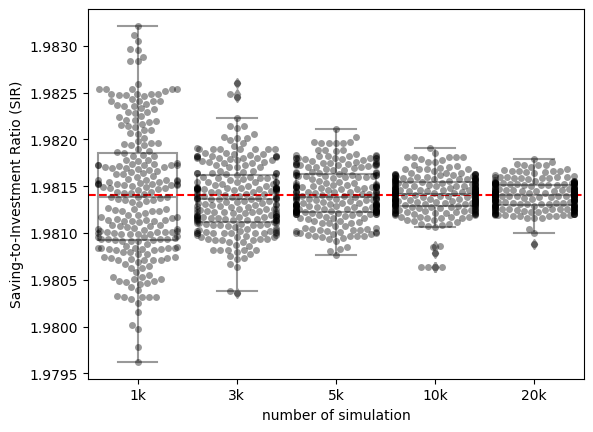 Saving-to-Investment Ratio (SIR)
1.9830
1.9825
1.9820
1.9815
1.9810
1.9805
1.9800
1.9795
1k 3k 5k 10k 20k
number of simulation